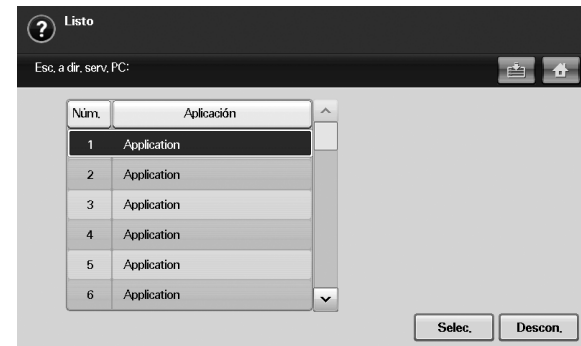 Listo
Esc. a dir. serv. PC:
Núm. Aplicación
1 Application
2 Application
3 Application
4 Application
5 Application
6 Application
Selec. Descon.